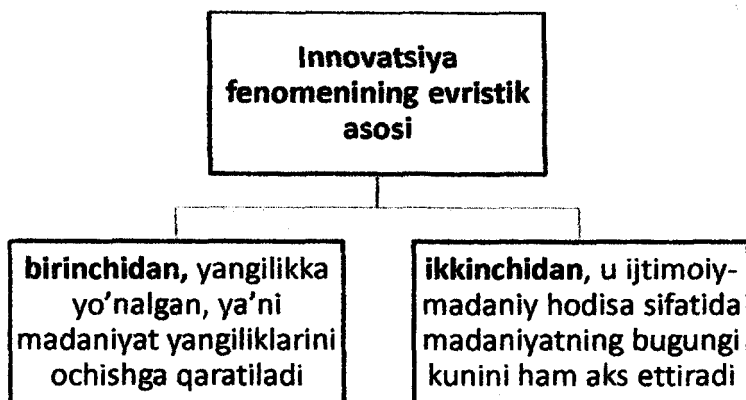 Innovatsiya
fenomenining evristik
asosi
birinchidan, yangilikka
yo'nalgan, ya'ni
madaniyat yangiliklarini
ochishga qaratiladi
ikkinchidan, u ijtimoiy-
madaniy hodisa sifatida
madaniyatning bugungi
kunini ham aks ettiradi